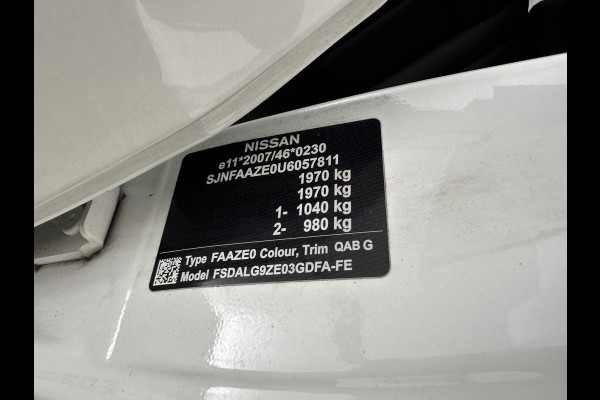 NISSAN
e11*2007/46*0230
SJNFAAZE0U6057811
1970 kg
1970 kg
1- 1040 kg
2- 980 kg
Type FAAZE0 Colour, Trim QAB G
Model FSDALG9ZE03GDFA-FE